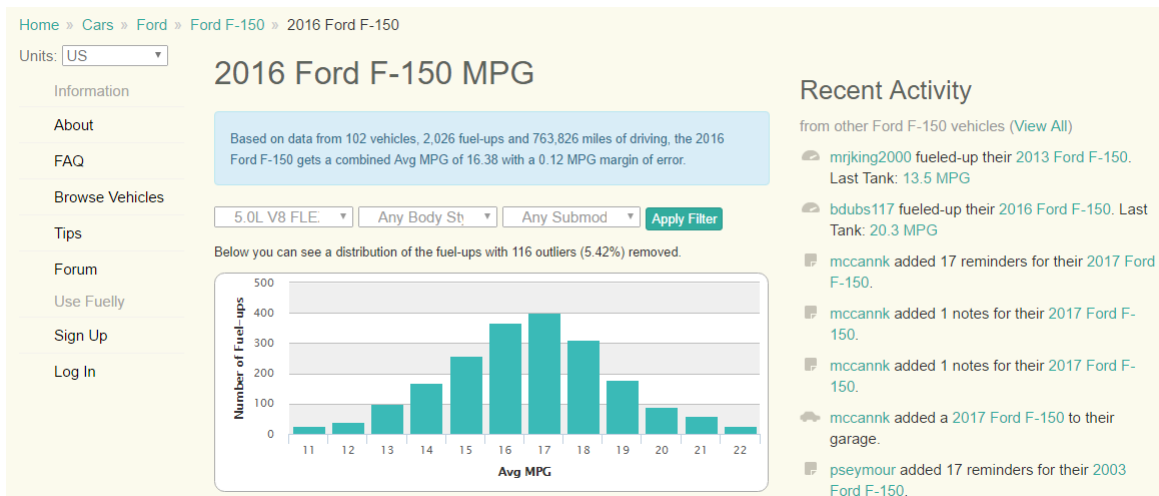 Home » Cars » Ford » Ford F-150 » 2016 Ford F-150
Units: US
Information
About
FAQ
Browse Vehicles
Tips
Forum
Use Fuelly
Sign Up
Log In
2016 Ford F-150 MPG
Based on data from 102 vehicles, 2,026 fuel-ups and 763,826 miles of driving, the 2016
Ford F-150 gets a combined Avg MPG of 16.38 with a 0.12 MPG margin of error.
5.0L V8 FLE. Any Body Sty Any Submod Apply Filter
Below you can see a distribution of the fuel-ups with 116 outliers (5.42%) removed.
Number of Fuel-ups
500
400
300
200
100
0
11 12 13 14 15 16 17 18 19 20 21 22
Avg MPG
Recent Activity
from other Ford F-150 vehicles (View All)
mrjking2000 fueled-up their 2013 Ford F-150.
Last Tank: 13.5 MPG
bdubs117 fueled-up their 2016 Ford F-150. Last
Tank: 20.3 MPG
mccannk added 17 reminders for their 2017 Ford
F-150.
mccannk added 1 notes for their 2017 Ford F-
150.
mccannk added 1 notes for their 2017 Ford F-
150.
mccannk added a 2017 Ford F-150 to their
garage.
pseymour added 17 reminders for their 2003
Ford F-150.